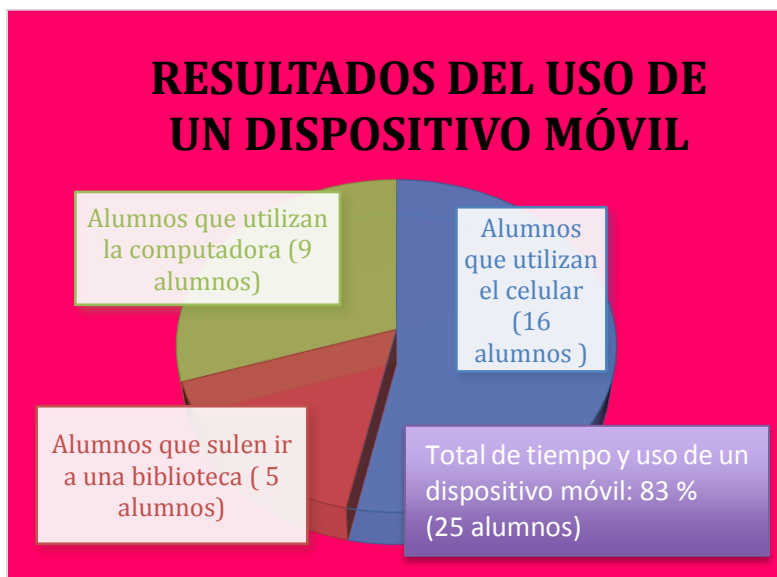 RESULTADOS DEL USO DE
UN DISPOSITIVO MÓVIL
Alumnos que utilizan
la computadora (9
alumnos)
Alumnos
que utilizan
el celular
(16
alumnos )
Alumnos que sulen ir
a una biblioteca ( 5
alumnos)
Total de tiempo y uso de un
dispositivo móvil: 83 %
(25 alumnos)